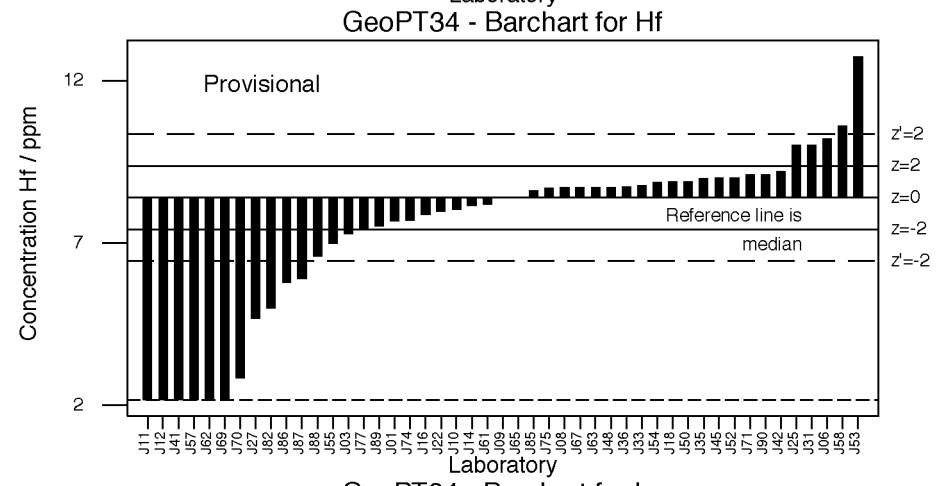 Laboratory
GeoPT34 - Barchart for Hf
Provisional
Concentration Hf / ppm
12
7
2
z'=2
z=2
z=0
z=-2
z'=-2
Reference line is
median
J11 J12 J41 J57 J62 J69 J70 J27 J82 J86 J87 J88 J55 J03 J77 J89 J01 J74 J16 J22 J10 J14 J61 J09 J65 J85 J75 J08 J67 J63 J48 J36 J33 J54 J18 J50 J35 J45 J52 J71 J90 J42 J25 J31 J06 J58 J53
Laboratory